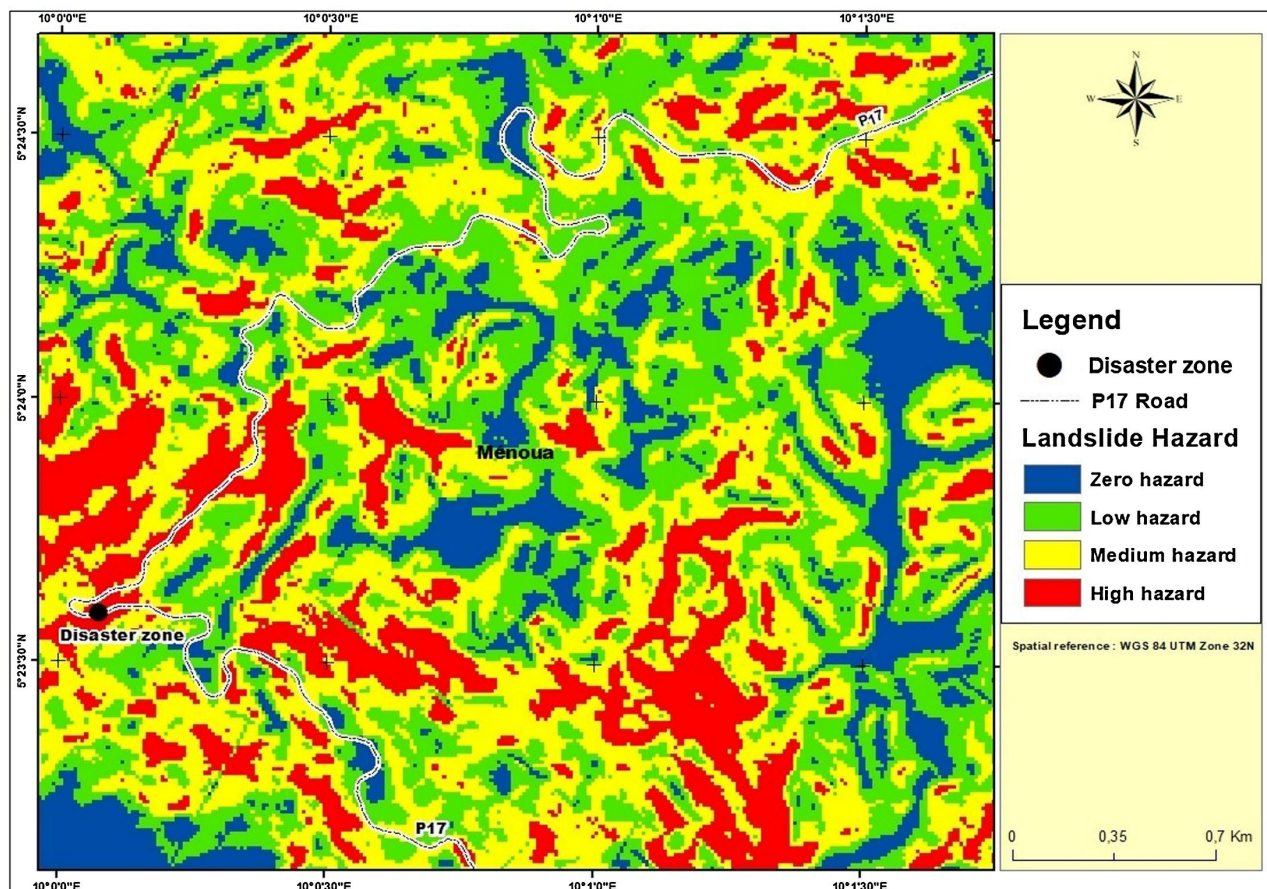 10°0'0"E
10°0'30"E
10°1'0"E
10°1'30"E
5°24'30"N
5°24'0"N
5°23'30"N
P17
Ménoua
Disaster zone
P17
10°0'0"E
10°0'30"E
10°1'0"E
10°1'30"E
N
W
E
S
Legend
Disaster zone
P17 Road
Landslide Hazard
Zero hazard
Low hazard
Medium hazard
High hazard
Spatial reference : WGS 84 UTM Zone 32N
0 0,35 0,7 Km